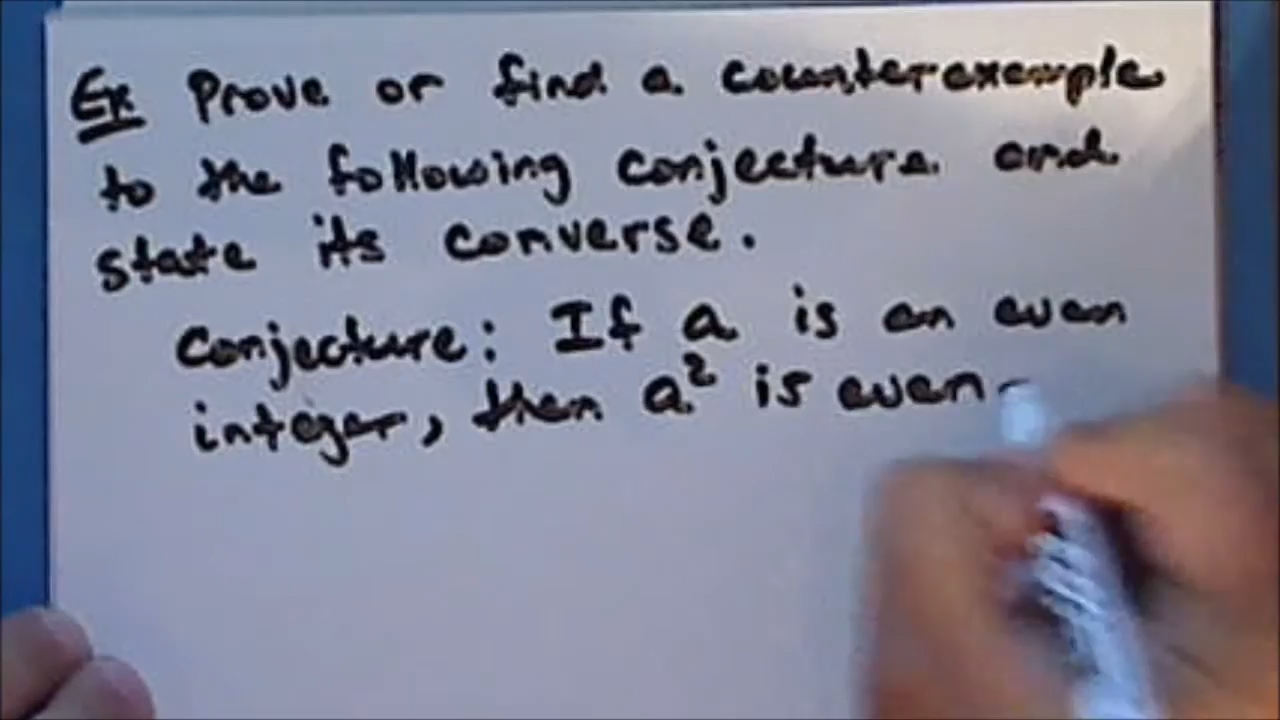 Ex Prove or find a counterexample
to the following conjecture and
state its converse.
Conjecture: If a is an even
integer, then a² is even.